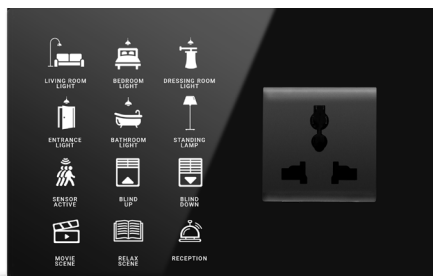 LIVING ROOM
LIGHT
BEDROOM
LIGHT
DRESSING ROOM
LIGHT
ENTRANCE
LIGHT
BATHROOM
LIGHT
STANDING
LAMP
SENSOR
ACTIVE
BLIND
UP
BLIND
DOWN
MOVIE
SCENE
RELAX
SCENE
RECEPTION